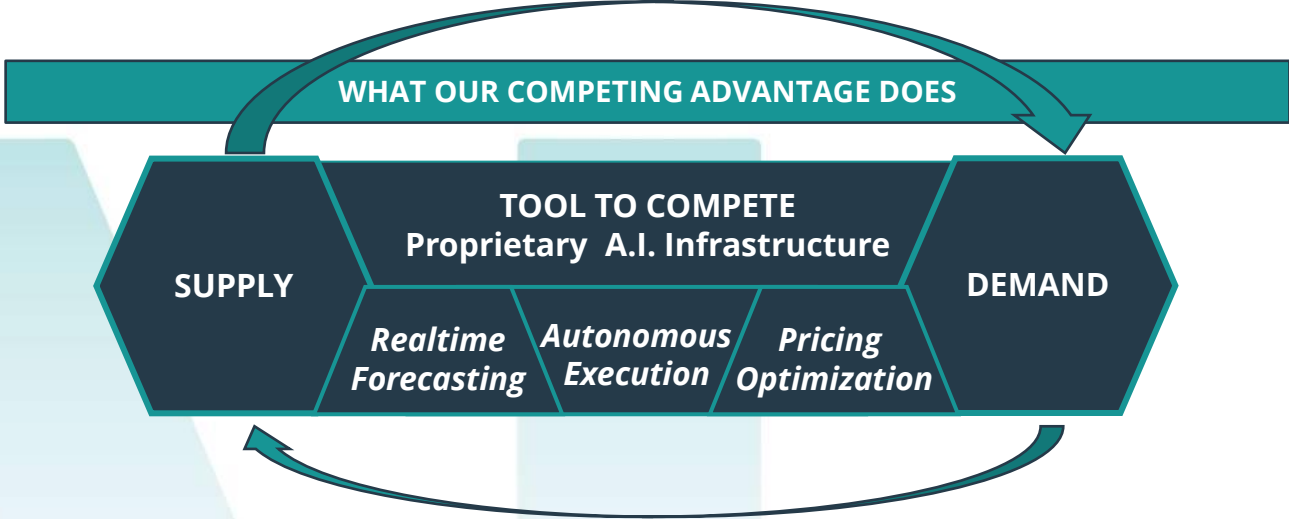 WHAT OUR COMPETING ADVANTAGE DOES
TOOL TO COMPETE
Proprietary A.I. Infrastructure
SUPPLY
DEMAND
Realtime
Forecasting
Autonomous
Execution
Pricing
Optimization